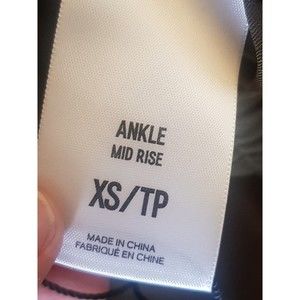 ANKLE
MID RISE
XS/TP
MADE IN CHINA
FABRIQUÉ EN CHINE